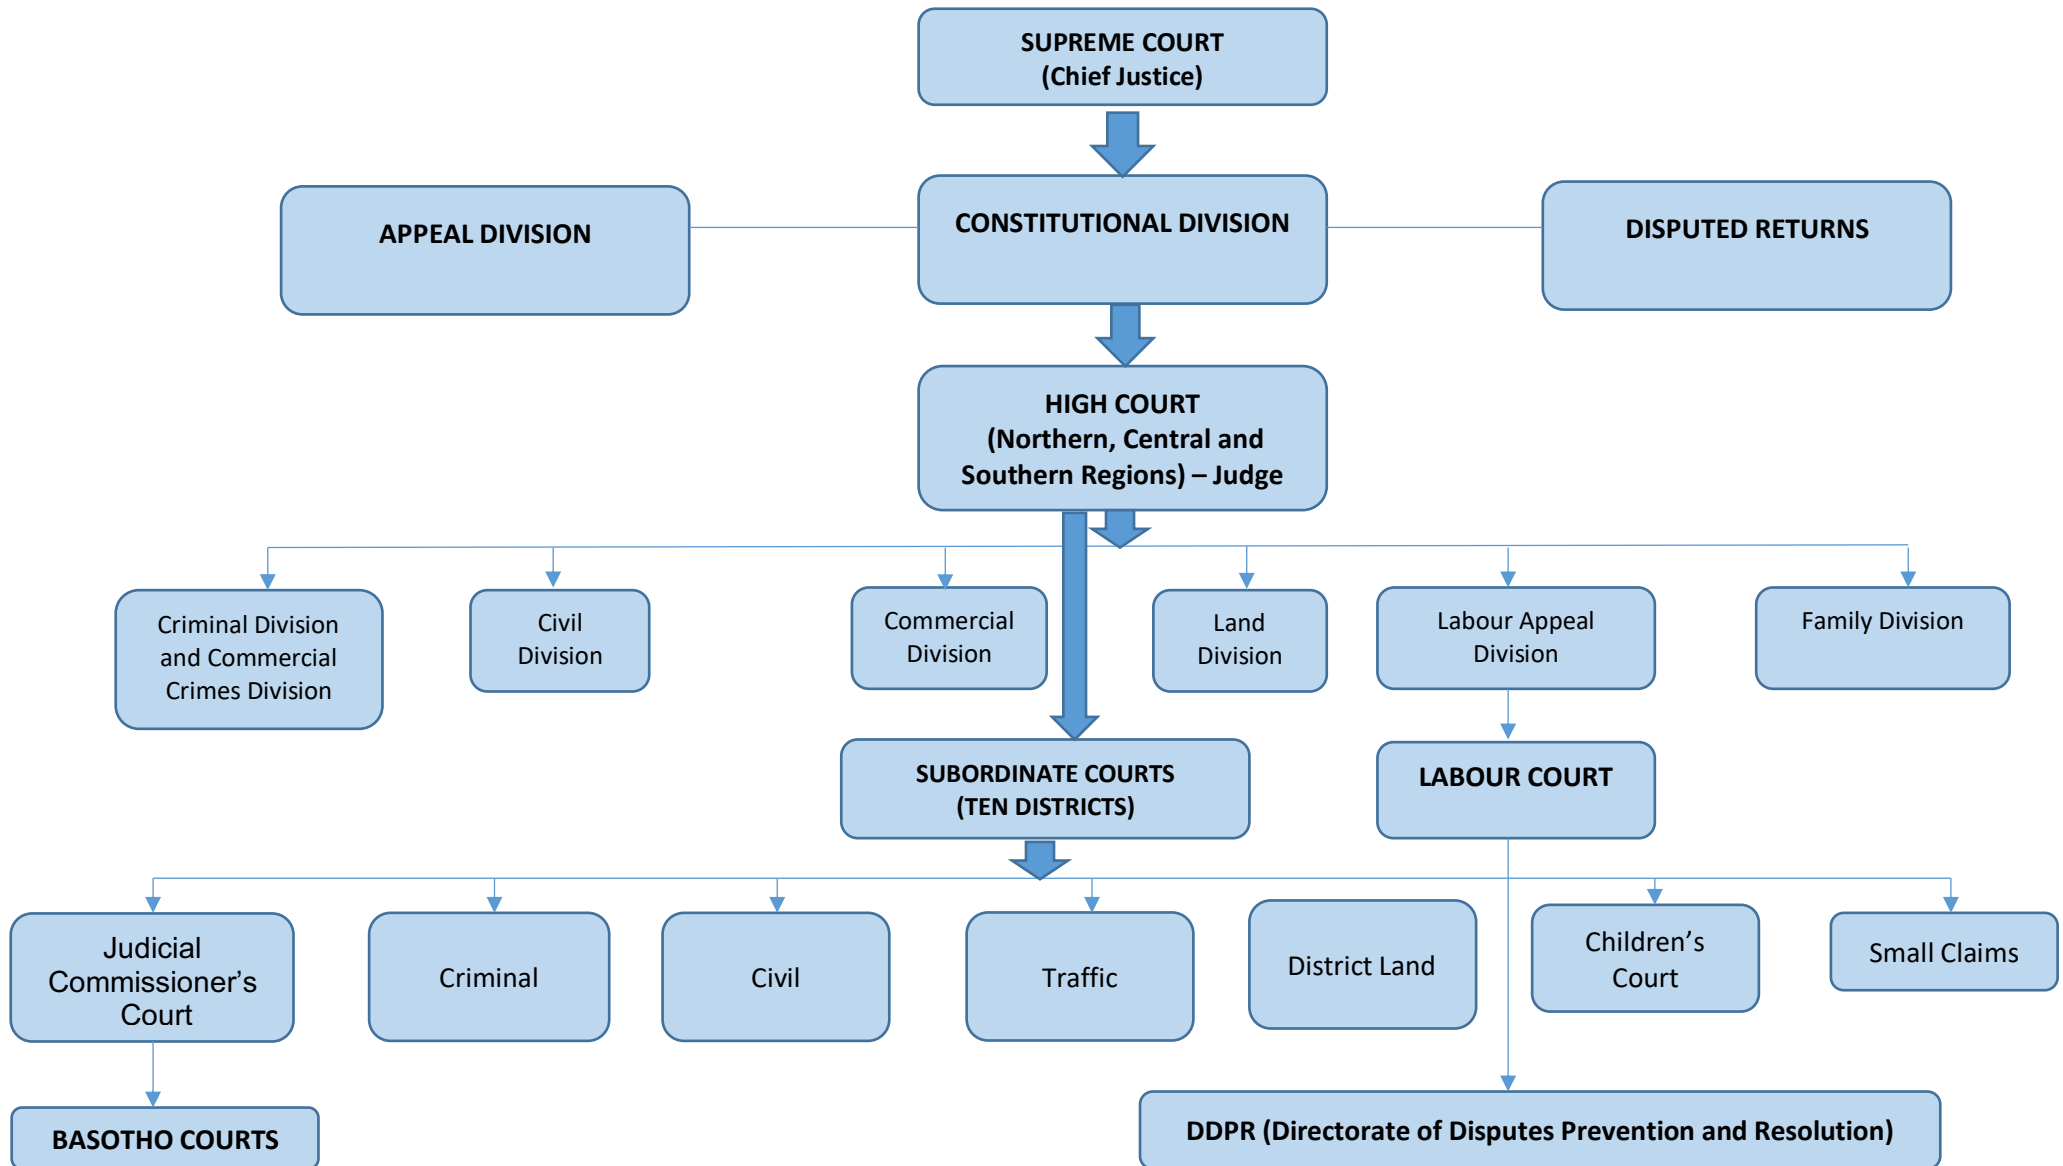 SUPREME COURT
(Chief Justice)
APPEAL DIVISION
CONSTITUTIONAL DIVISION
DISPUTED RETURNS
HIGH COURT
(Northern, Central and
Southern Regions) – Judge
Criminal Division
and Commercial
Crimes Division
Civil
Division
Commercial
Division
Land
Division
Labour Appeal
Division
Family Division
SUBORDINATE COURTS
(TEN DISTRICTS)
LABOUR COURT
Judicial
Commissioner’s
Court
Criminal
Civil
Traffic
District Land
Children’s
Court
Small Claims
BASOTHO COURTS
DDPR (Directorate of Disputes Prevention and Resolution)